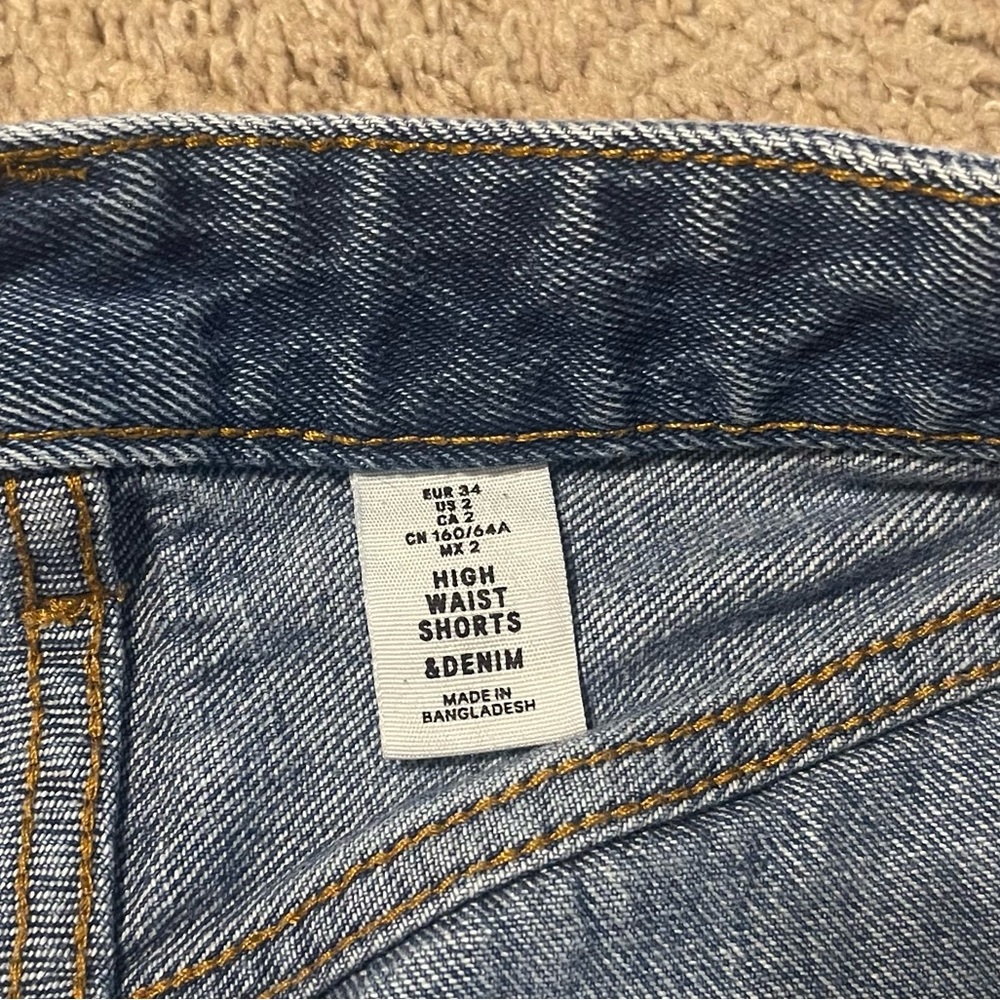 EUR 34
US 2
CA 2
CN 160/64A
MX 2
HIGH
WAIST
SHORTS
&DENIM
MADE IN
BANGLADESH